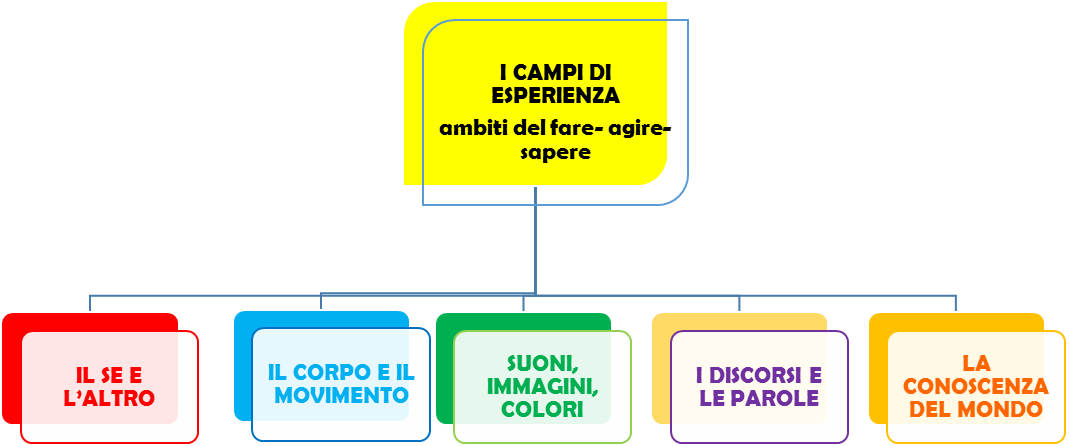 I CAMPI DI
ESPERIENZA
ambiti del fare- agire-
sapere
IL SE E
L’ALTRO
IL CORPO E IL
MOVIMENTO
SUONI,
IMMAGINI,
COLORI
I DISCORSI E
LE PAROLE
LA
CONOSCENZA
DEL MONDO